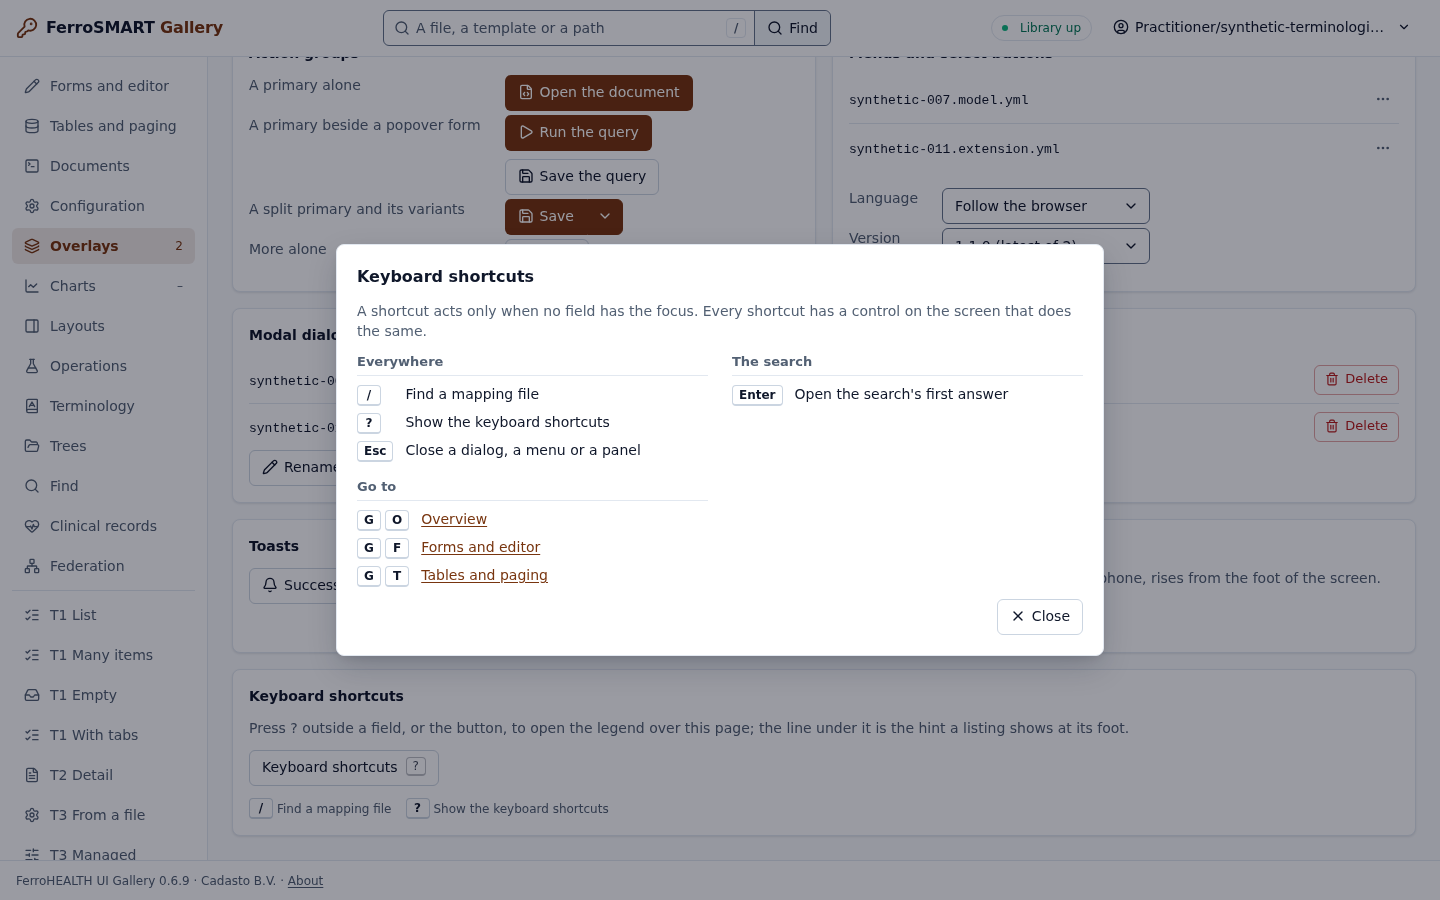 FerroSMART Gallery
A file, a template or a path
/
Find
Library up
Practitioner/synthetic-terminologi…
Forms and editor
Tables and paging
Documents
Configuration
Overlays 2
Charts –
Layouts
Operations
Terminology
Trees
Find
Clinical records
Federation
T1 List
T1 Many items
T1 Empty
T1 With tabs
T2 Detail
T3 From a file
T3 Managed
A primary alone
Open the document
A primary beside a popover form
Run the query
Save the query
A split primary and its variants
Save
More alone
synthetic-007.model.yml
synthetic-011.extension.yml
Language
Follow the browser
Version
Modal dialo
synthetic-0
Delete
synthetic-0
Delete
Rename
Toasts
Success
phone, rises from the foot of the screen.
Keyboard shortcuts
A shortcut acts only when no field has the focus. Every shortcut has a control on the screen that does
the same.
Everywhere
/ Find a mapping file
? Show the keyboard shortcuts
Esc Close a dialog, a menu or a panel
Go to
G O Overview
G F Forms and editor
G T Tables and paging
The search
Enter Open the search's first answer
Close
Keyboard shortcuts
Press ? outside a field, or the button, to open the legend over this page; the line under it is the hint a listing shows at its foot.
Keyboard shortcuts ?
/ Find a mapping file ? Show the keyboard shortcuts
FerroHEALTH UI Gallery 0.6.9 · Cadasto B.V. · About